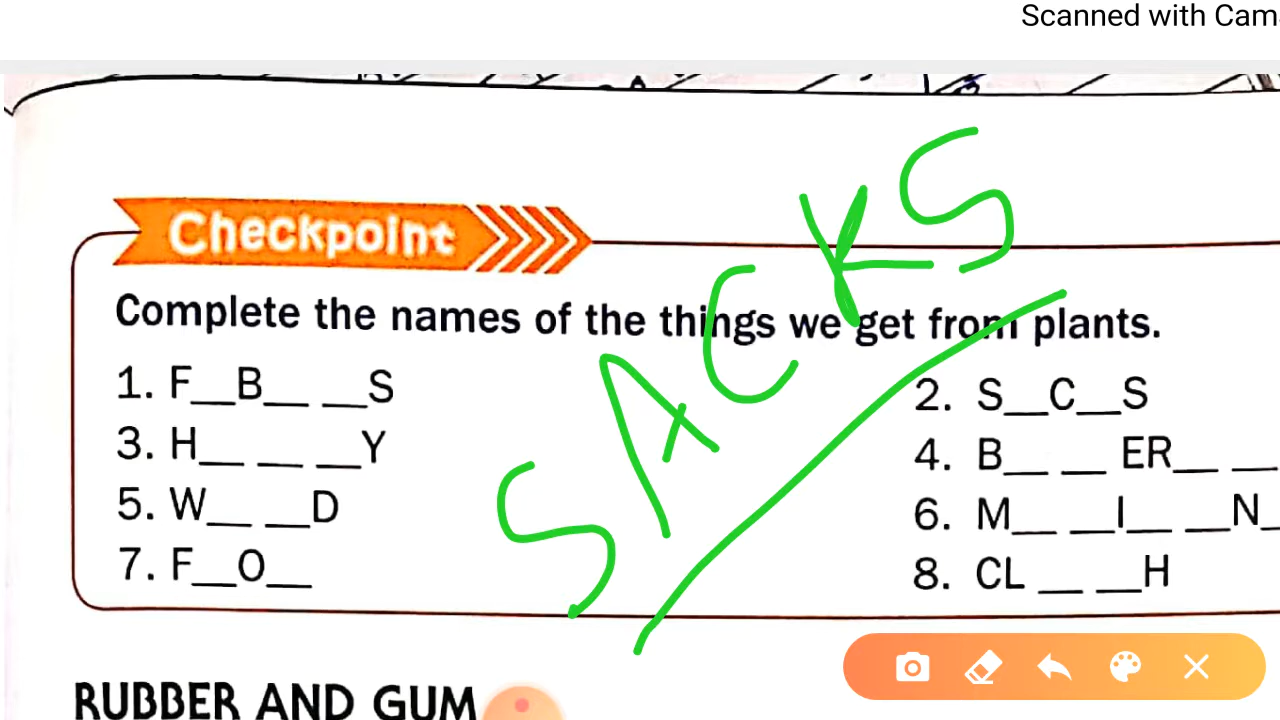 Scanned with Cam
Checkpoint
Complete the names of the things we get from plants.
1. F__B__ __S
2. S__C__S
3. H__ __ __Y
4. B__ __ ER__ __
5. W__ __D
6. M__ __I__ __N_
7. F__O__
8. CL __ __H
SACKS
RUBBER AND GUM